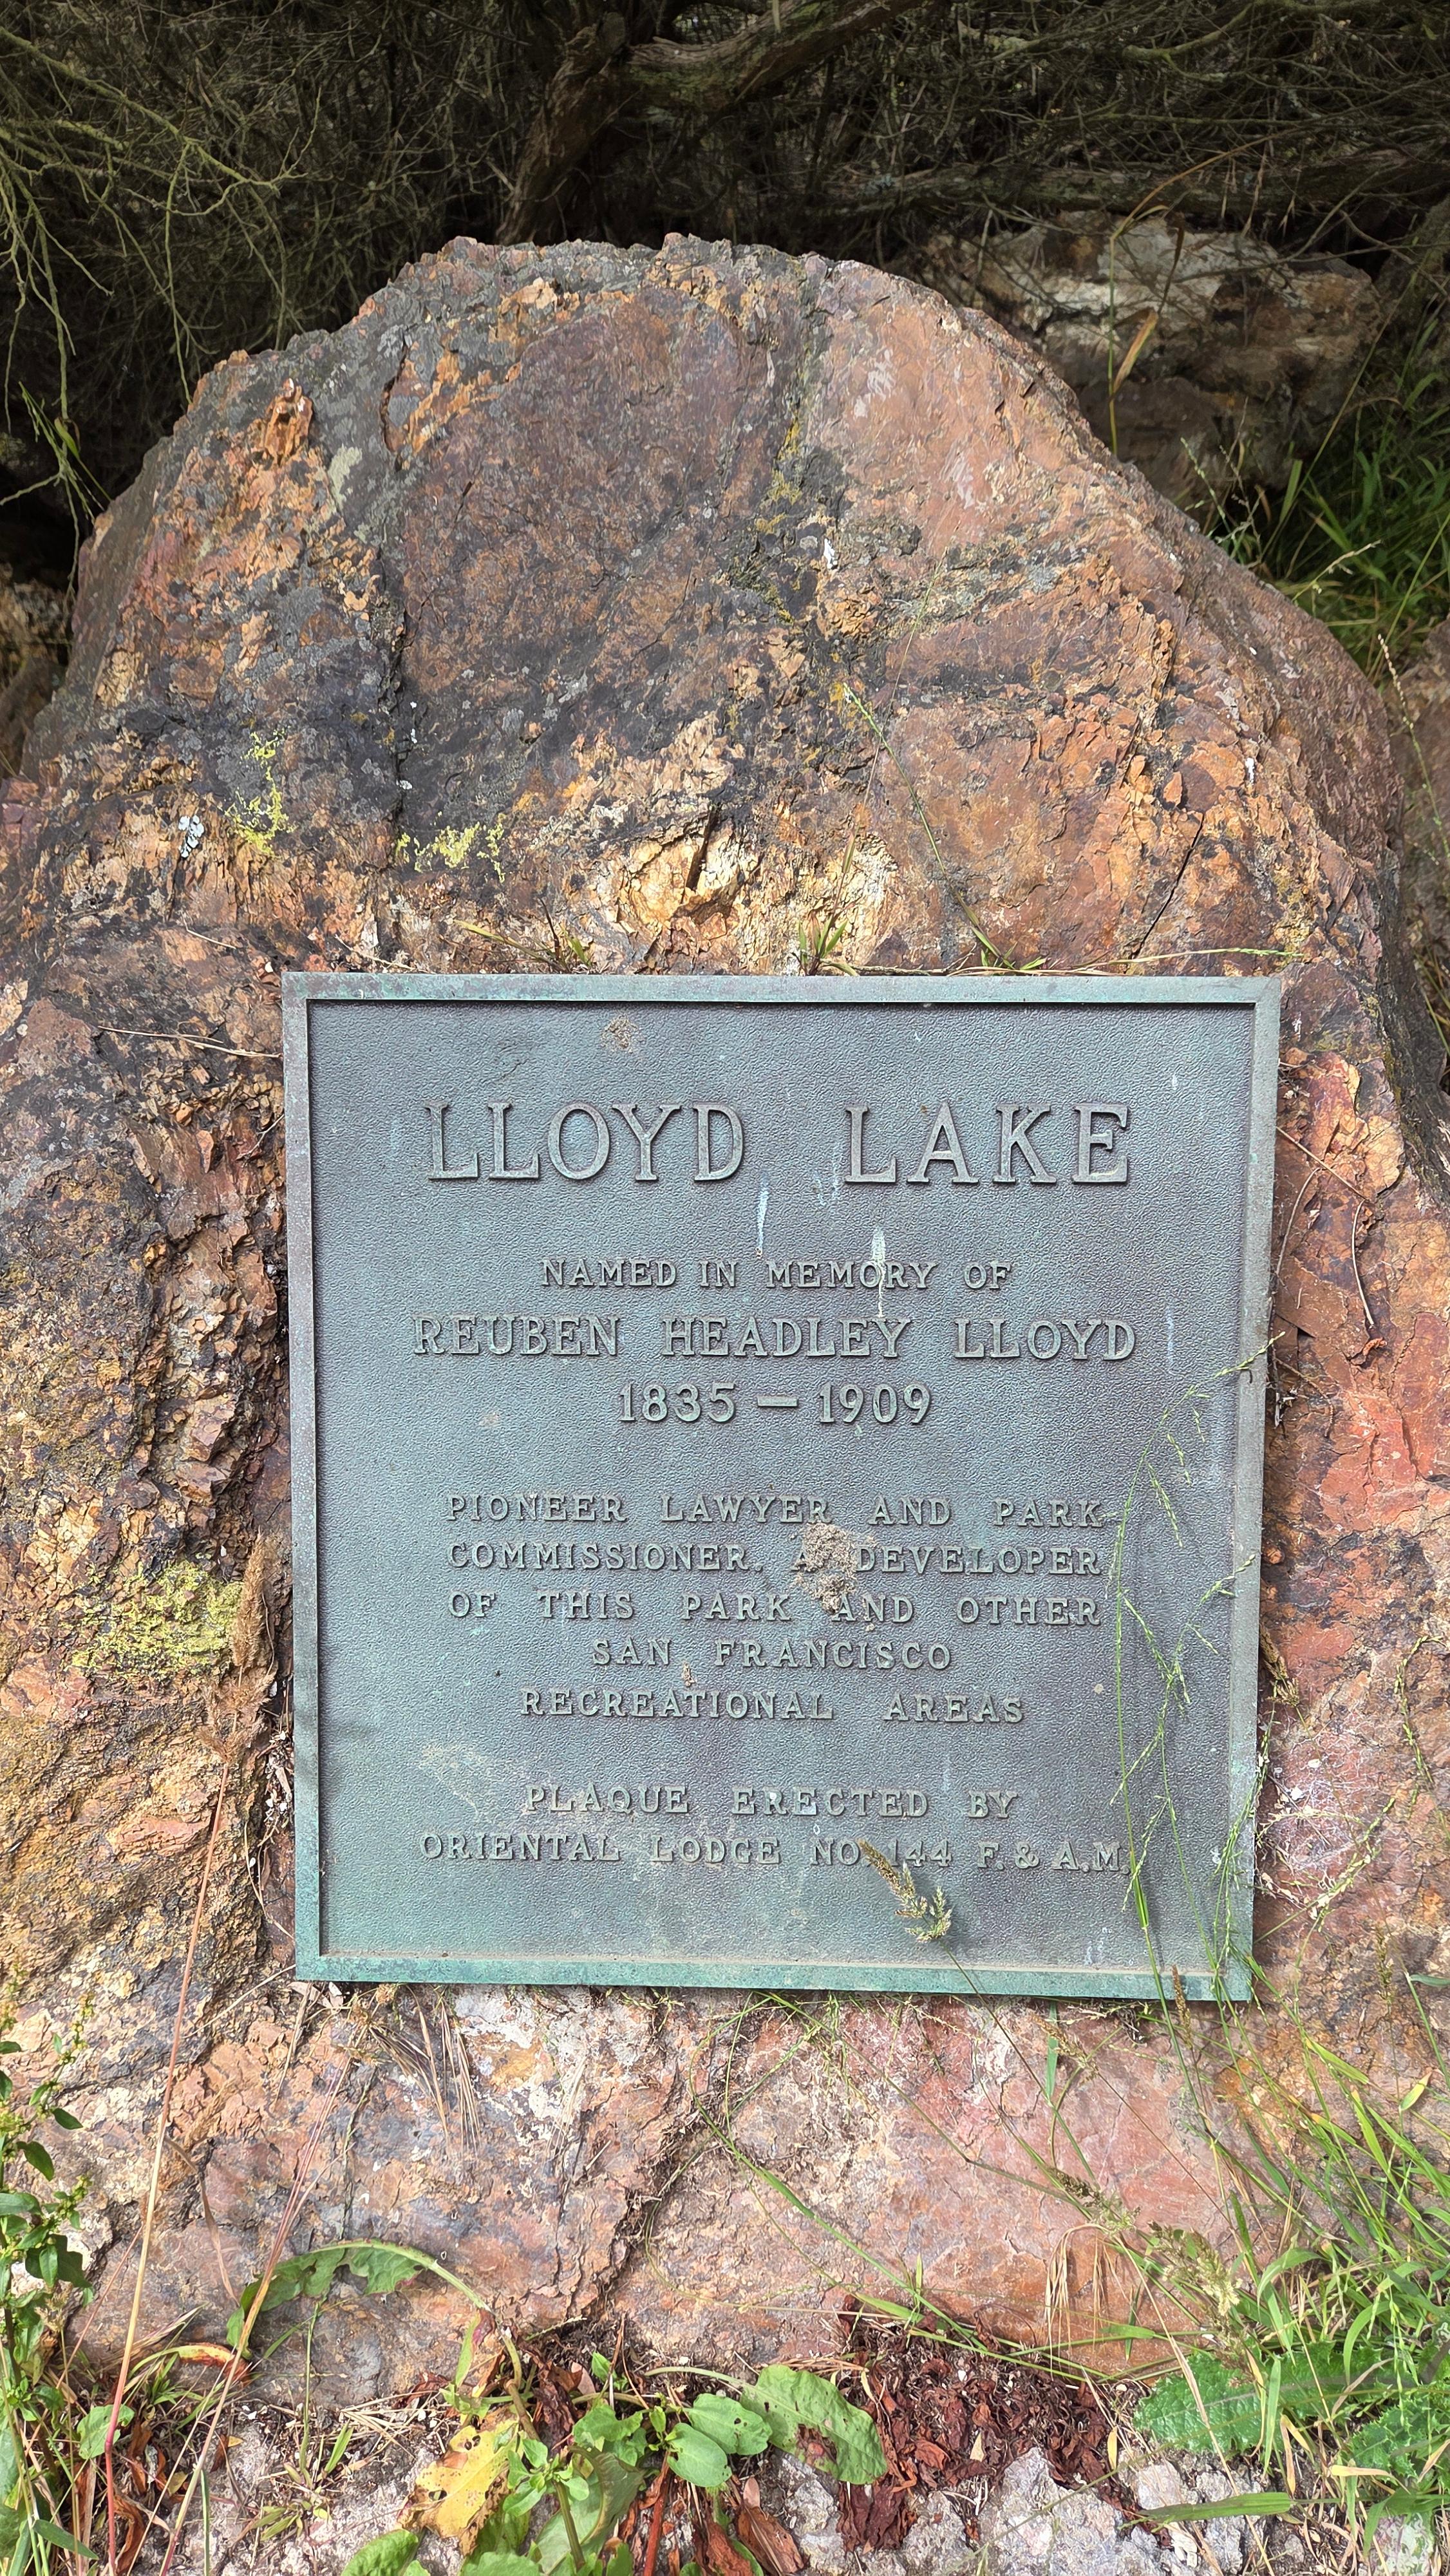 LLOYD LAKE
NAMED IN MEMORY OF
REUBEN HEADLEY LLOYD
1835 — 1909
PIONEER LAWYER AND PARK
COMMISSIONER. A DEVELOPER
OF THIS PARK AND OTHER
SAN FRANCISCO
RECREATIONAL AREAS
PLAQUE ERECTED BY
ORIENTAL LODGE NO. 144 F. & A.M.